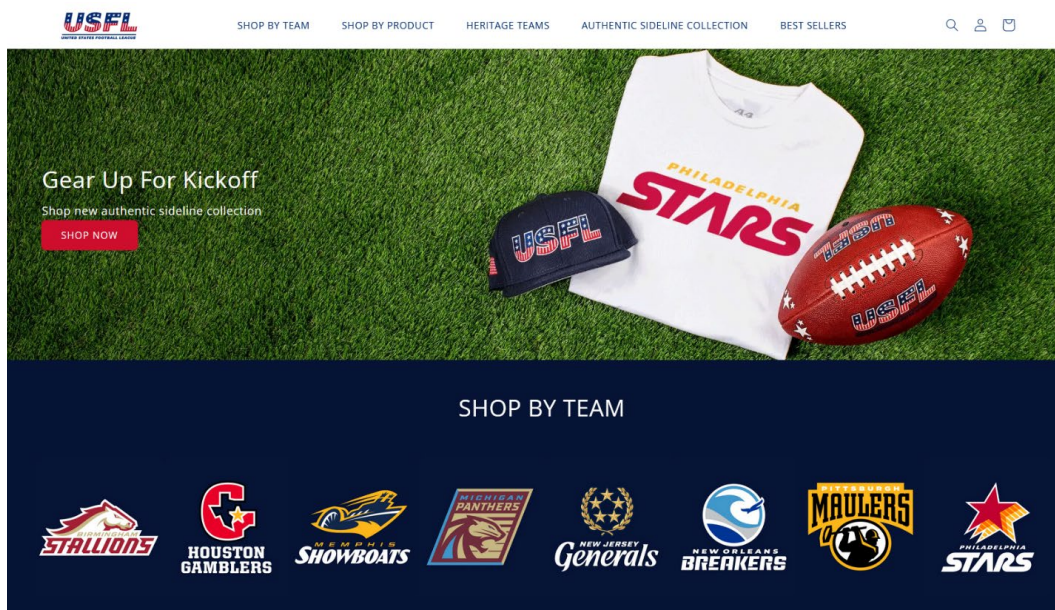 USFL
UNITED STATES FOOTBALL LEAGUE
SHOP BY TEAM
SHOP BY PRODUCT
HERITAGE TEAMS
AUTHENTIC SIDELINE COLLECTION
BEST SELLERS
Gear Up For Kickoff
Shop new authentic sideline collection
SHOP NOW
44
PHILADELPHIA
STARS
USFL
USFL
USFL
SHOP BY TEAM
BIRMINGHAM
STALLIONS
HOUSTON
GAMBLERS
MEMPHIS
SHOWBOATS
MICHIGAN
PANTHERS
NEW JERSEY
Generals
NEW ORLEANS
BREAKERS
PITTSBURGH
MAULERS
PHILADELPHIA
STARS